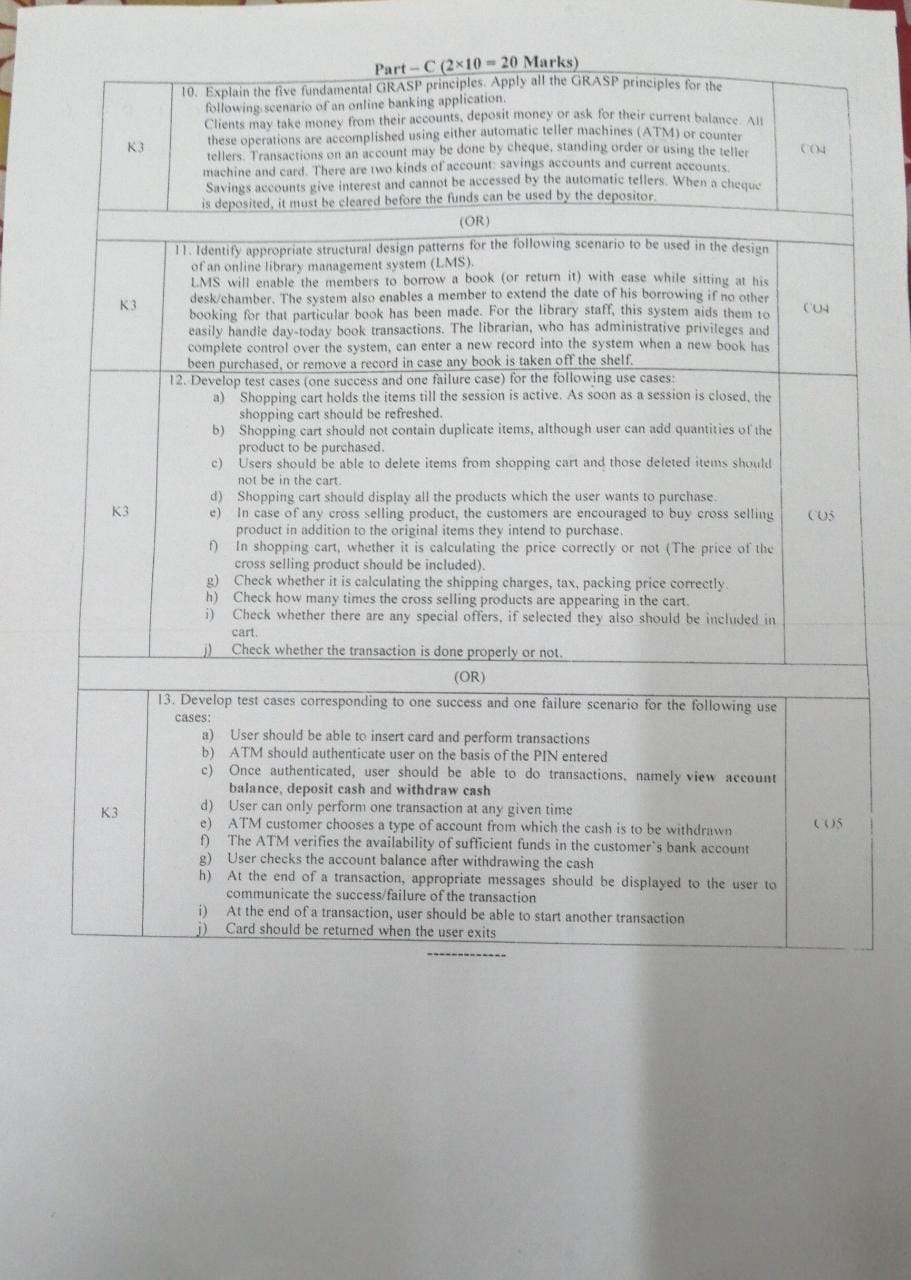 Part – C (2×10 = 20 Marks)
10. Explain the five fundamental GRASP principles. Apply all the GRASP principles for the
following scenario of an online banking application.
Clients may take money from their accounts, deposit money or ask for their current balance. All
these operations are accomplished using either automatic teller machines (ATM) or counter
K3
tellers. Transactions on an account may be done by cheque, standing order or using the teller
CO4
machine and card. There are two kinds of account: savings accounts and current accounts.
Savings accounts give interest and cannot be accessed by the automatic tellers. When a cheque
is deposited, it must be cleared before the funds can be used by the depositor.
(OR)
11. Identify appropriate structural design patterns for the following scenario to be used in the design
of an online library management system (LMS).
LMS will enable the members to borrow a book (or return it) with ease while sitting at his
desk/chamber. The system also enables a member to extend the date of his borrowing if no other
K3
booking for that particular book has been made. For the library staff, this system aids them to
CO4
easily handle day-today book transactions. The librarian, who has administrative privileges and
complete control over the system, can enter a new record into the system when a new book has
been purchased, or remove a record in case any book is taken off the shelf.
12. Develop test cases (one success and one failure case) for the following use cases:
a) Shopping cart holds the items till the session is active. As soon as a session is closed, the
shopping cart should be refreshed.
b) Shopping cart should not contain duplicate items, although user can add quantities of the
product to be purchased.
c) Users should be able to delete items from shopping cart and those deleted items should
not be in the cart.
d) Shopping cart should display all the products which the user wants to purchase.
K3
e) In case of any cross selling product, the customers are encouraged to buy cross selling
CO5
product in addition to the original items they intend to purchase.
f) In shopping cart, whether it is calculating the price correctly or not (The price of the
cross selling product should be included).
g) Check whether it is calculating the shipping charges, tax, packing price correctly.
h) Check how many times the cross selling products are appearing in the cart.
i) Check whether there are any special offers, if selected they also should be included in
cart.
j) Check whether the transaction is done properly or not.
(OR)
13. Develop test cases corresponding to one success and one failure scenario for the following use
cases:
a) User should be able to insert card and perform transactions
b) ATM should authenticate user on the basis of the PIN entered
c) Once authenticated, user should be able to do transactions, namely view account
balance, deposit cash and withdraw cash
d) User can only perform one transaction at any given time
K3
e) ATM customer chooses a type of account from which the cash is to be withdrawn
CO5
f) The ATM verifies the availability of sufficient funds in the customer's bank account
g) User checks the account balance after withdrawing the cash
h) At the end of a transaction, appropriate messages should be displayed to the user to
communicate the success/failure of the transaction
i) At the end of a transaction, user should be able to start another transaction
j) Card should be returned when the user exits
-------------